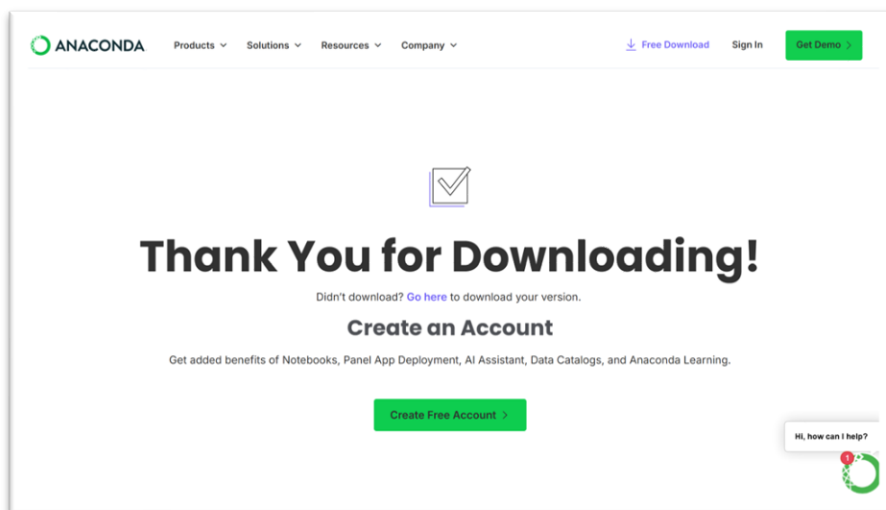 ANACONDA Products Solutions Resources Company Free Download Sign In Get Demo
Thank You for Downloading!
Didn't download? Go here to download your version.
Create an Account
Get added benefits of Notebooks, Panel App Deployment, AI Assistant, Data Catalogs, and Anaconda Learning.
Create Free Account
Hi, how can I help?
1